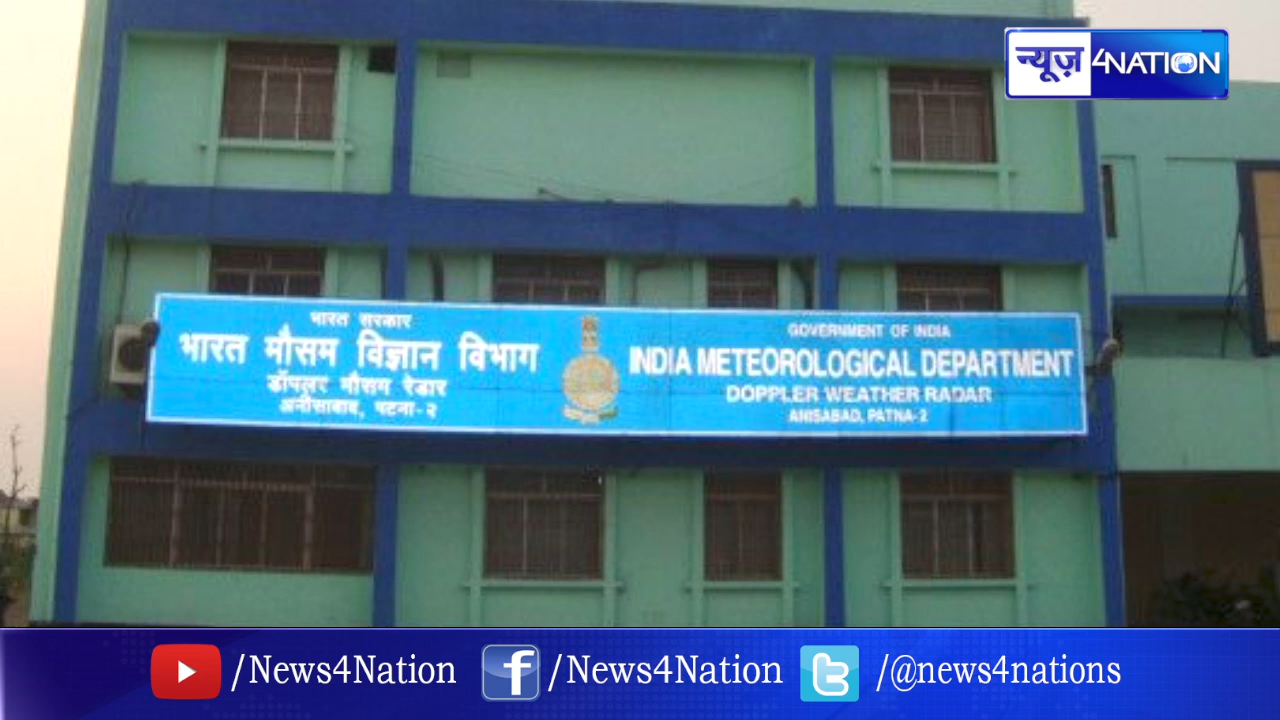 न्यूज़ 4NATION
भारत सरकार
भारत मौसम विज्ञान विभाग
डॉपलर मौसम रेडार
अनीसाबाद, पटना-२
GOVERNMENT OF INDIA
INDIA METEOROLOGICAL DEPARTMENT
DOPPLER WEATHER RADAR
ANISABAD, PATNA-2
/News4Nation /News4Nation /@news4nations